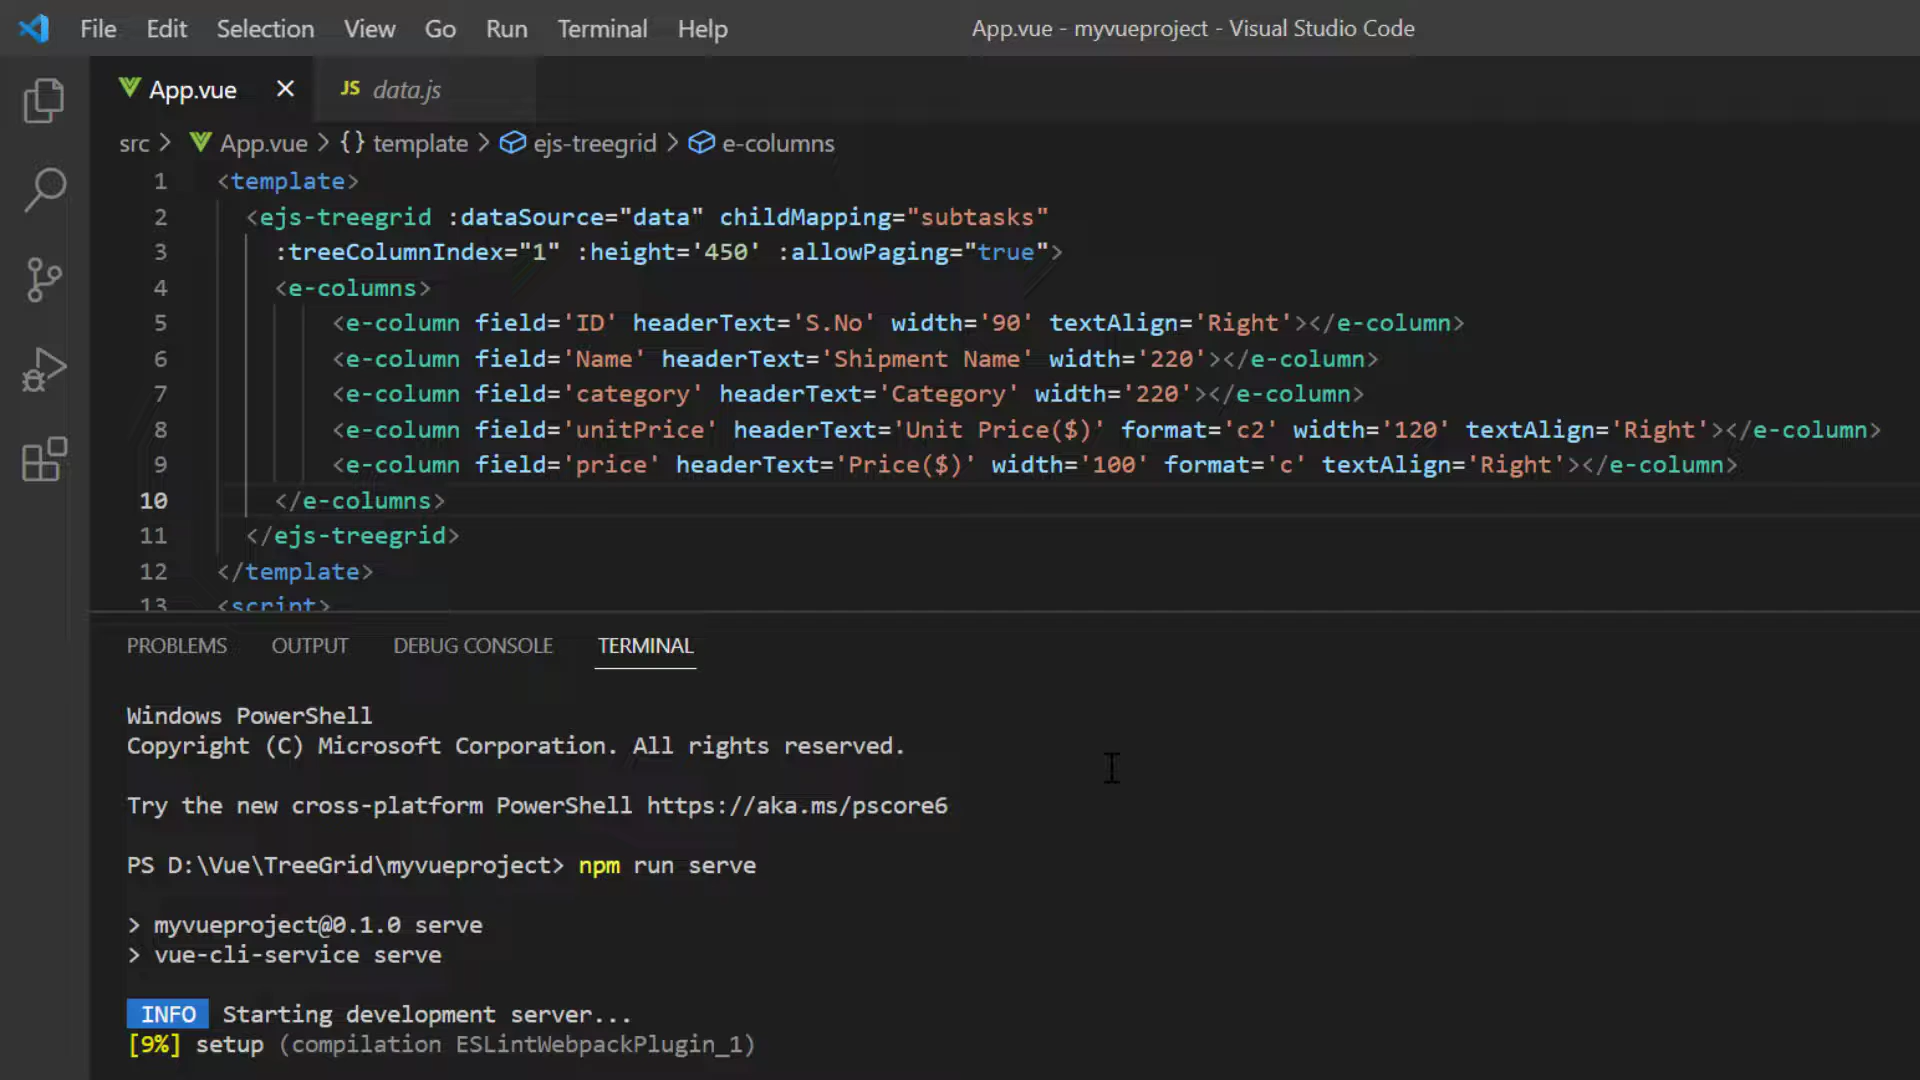 File Edit Selection View Go Run Terminal Help App.vue - myvueproject - Visual Studio Code
App.vue × JS data.js
src > App.vue > {} template > ejs-treegrid > e-columns
1 <template>
2 <ejs-treegrid :dataSource="data" childMapping="subtasks"
3 :treeColumnIndex="1" :height='450' :allowPaging="true">
4 <e-columns>
5 <e-column field='ID' headerText='S.No' width='90' textAlign='Right'></e-column>
6 <e-column field='Name' headerText='Shipment Name' width='220'></e-column>
7 <e-column field='category' headerText='Category' width='220'></e-column>
8 <e-column field='unitPrice' headerText='Unit Price($)' format='c2' width='120' textAlign='Right'></e-column>
9 <e-column field='price' headerText='Price($)' width='100' format='c' textAlign='Right'></e-column>
10 </e-columns>
11 </ejs-treegrid>
12 </template>
13 <script>
PROBLEMS OUTPUT DEBUG CONSOLE TERMINAL
Windows PowerShell
Copyright (C) Microsoft Corporation. All rights reserved.
Try the new cross-platform PowerShell https://aka.ms/pscore6
PS D:\Vue\TreeGrid\myvueproject> npm run serve
> myvueproject@0.1.0 serve
> vue-cli-service serve
INFO Starting development server...
[9%] setup (compilation ESLintWebpackPlugin_1)